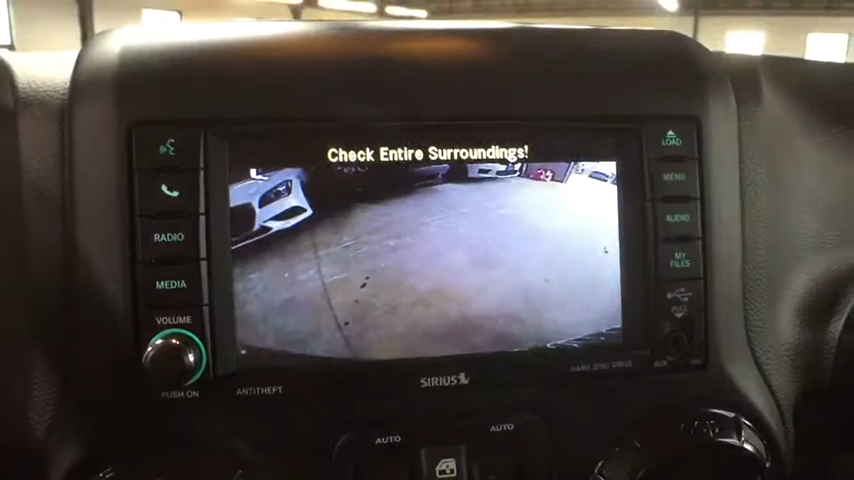 Check Entire Surroundings!
RADIO
MEDIA
VOLUME
PUSH ON
ANTITHEFT
SIRIUS
HARD DISC DRIVE
LOAD
MENU
AUDIO
MY
FILES
PULL
AUX
AUTO
AUTO